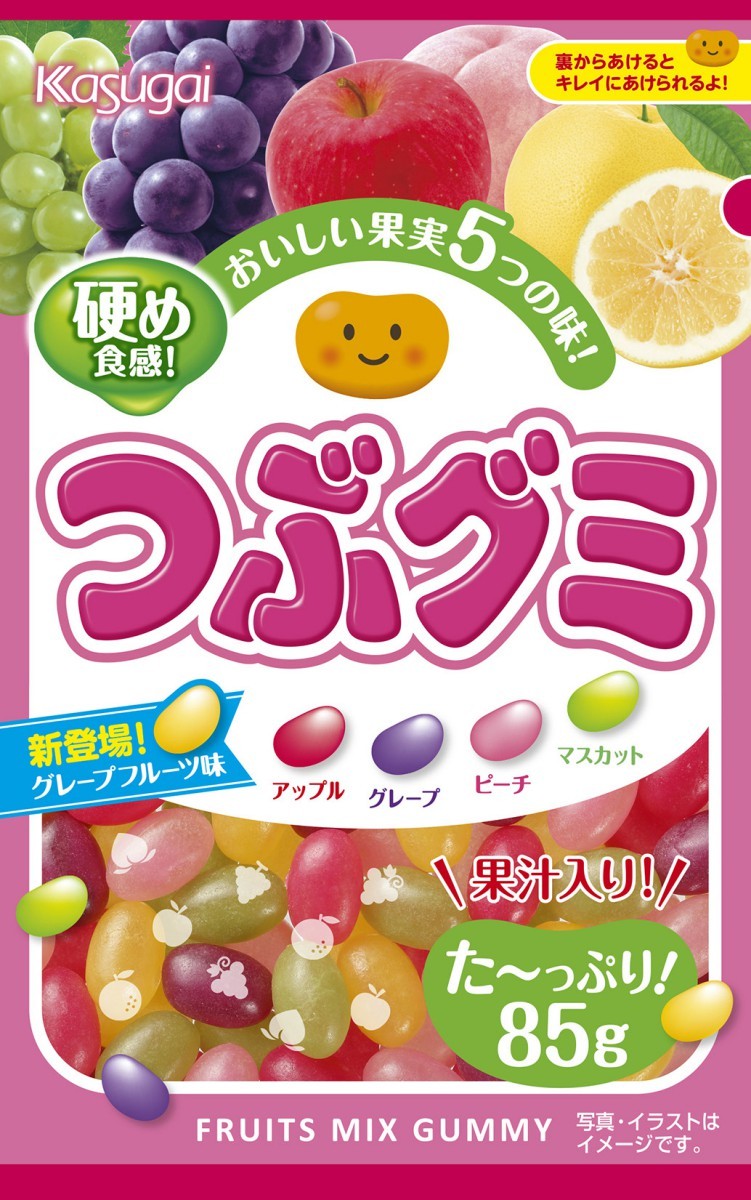 Kasugai
裏からあけると
キレイにあけられるよ!
おいしい果実5つの味!
硬め
食感!
つぶグミ
新登場!
グレープフルーツ味
アップル
グレープ
ピーチ
マスカット
果汁入り!
た〜っぷり!
85g
FRUITS MIX GUMMY
写真・イラストは
イメージです。